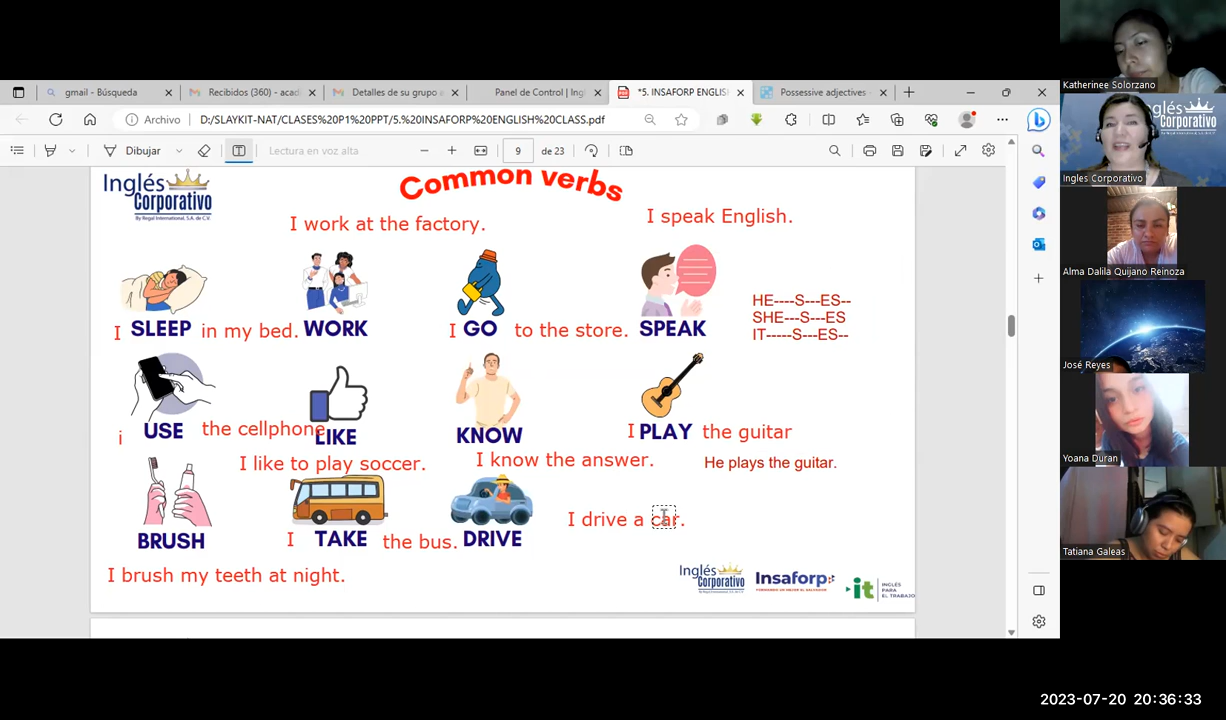 gmail - Búsqueda
Recibidos (360) - acad
Detalles de su grupo a
Panel de Control | Ingl
*5. INSAFORP ENGLISH
Possessive adjectives -
Archivo
D:/SLAYKIT-NAT/CLASES%20P1%20PPT/5.%20INSAFORP%20ENGLISH%20CLASS.pdf
Dibujar
Lectura en voz alta
9
de 23
Inglés
Corporativo
By Regal International, S.A. de C.V.
Common verbs
I work at the factory.
I speak English.
I SLEEP in my bed.
WORK
I GO to the store.
SPEAK
HE----S---ES--
SHE---S---ES
IT-----S---ES--
i USE the cellphone
LIKE
KNOW
I PLAY the guitar
I like to play soccer.
I know the answer.
He plays the guitar.
BRUSH
I TAKE the bus.
DRIVE
I drive a car.
I brush my teeth at night.
Inglés
Corporativo
Insaforp
it
INGLÉS
PARA
EL TRABAJO
Katherinee Solorzano
Inglés
Corporativo
Ingles Corporativo
Alma Dalila Quijano Reinoza
José Reyes
Yoana Duran
Tatiana Galeas
2023-07-20 20:36:33